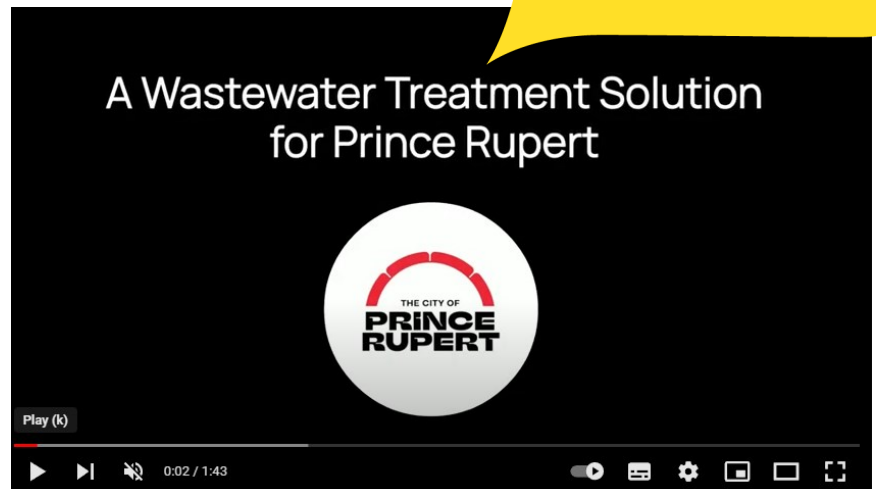 A Wastewater Treatment Solution
for Prince Rupert
THE CITY OF
PRINCE
RUPERT
Play (k)
0:02 / 1:43